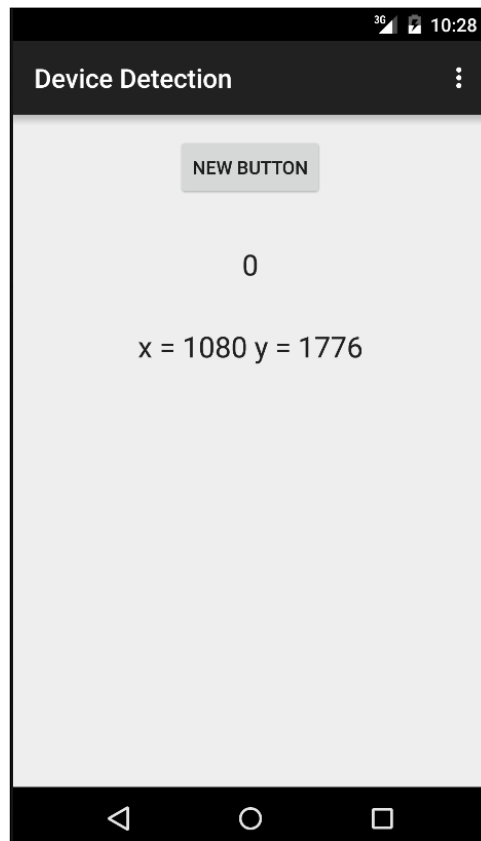 3G 10:28
Device Detection
NEW BUTTON
0
x = 1080 y = 1776